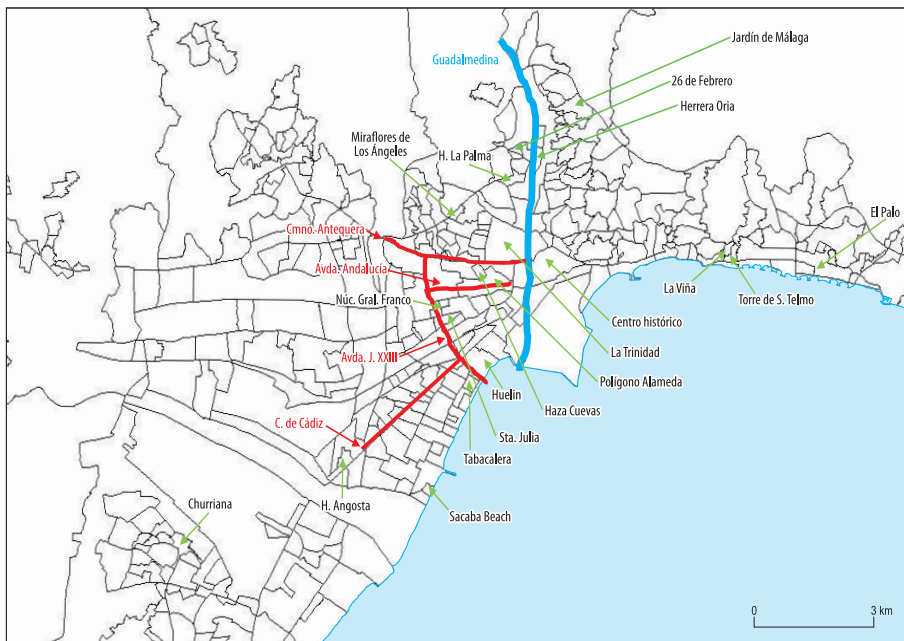 Jardín de Málaga
Guadalmedina
26 de Febrero
Herrera Oria
Miraflores de
Los Ángeles
H. La Palma
El Palo
Cmno. Antequera
Avda. Andalucía
La Viña
Núc. Gral. Franco
Torre de S. Telmo
Centro histórico
La Trinidad
Avda. J. XXIII
Polígono Alameda
Huelin
Haza Cuevas
C. de Cádiz
Sta. Julia
Tabacalera
H. Angosta
Churriana
Sacaba Beach
0 3 km